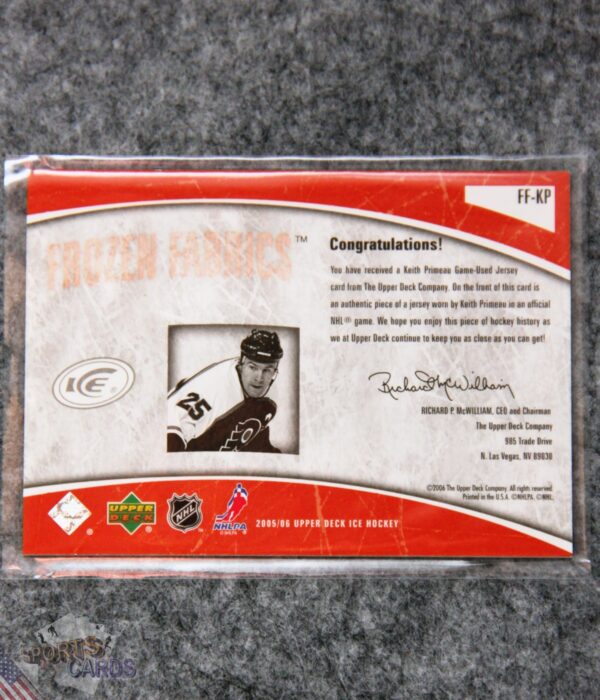 FF-KP
FROZEN FABRICS™
Congratulations!
You have received a Keith Primeau Game-Used Jersey
card from The Upper Deck Company. On the front of this card is
an authentic piece of a jersey worn by Keith Primeau in an official
NHL® game. We hope you enjoy this piece of hockey history as
we at Upper Deck continue to keep you as close as you can get!
ICE
25
Richard McWilliam
RICHARD P. McWILLIAM, CEO and Chairman
The Upper Deck Company
985 Trade Drive
N. Las Vegas, NV 89030
©2006 The Upper Deck Company. All rights reserved.
Printed in the U.S.A. ©NHLPA. ©NHL.
UPPER
DECK
NHL
NHLPA
2005/06 UPPER DECK ICE HOCKEY
SPORTS
CARDS